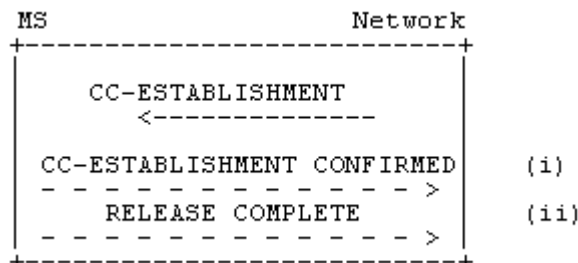 MS Network
CC-ESTABLISHMENT
CC-ESTABLISHMENT CONFIRMED (i)
RELEASE COMPLETE (ii)